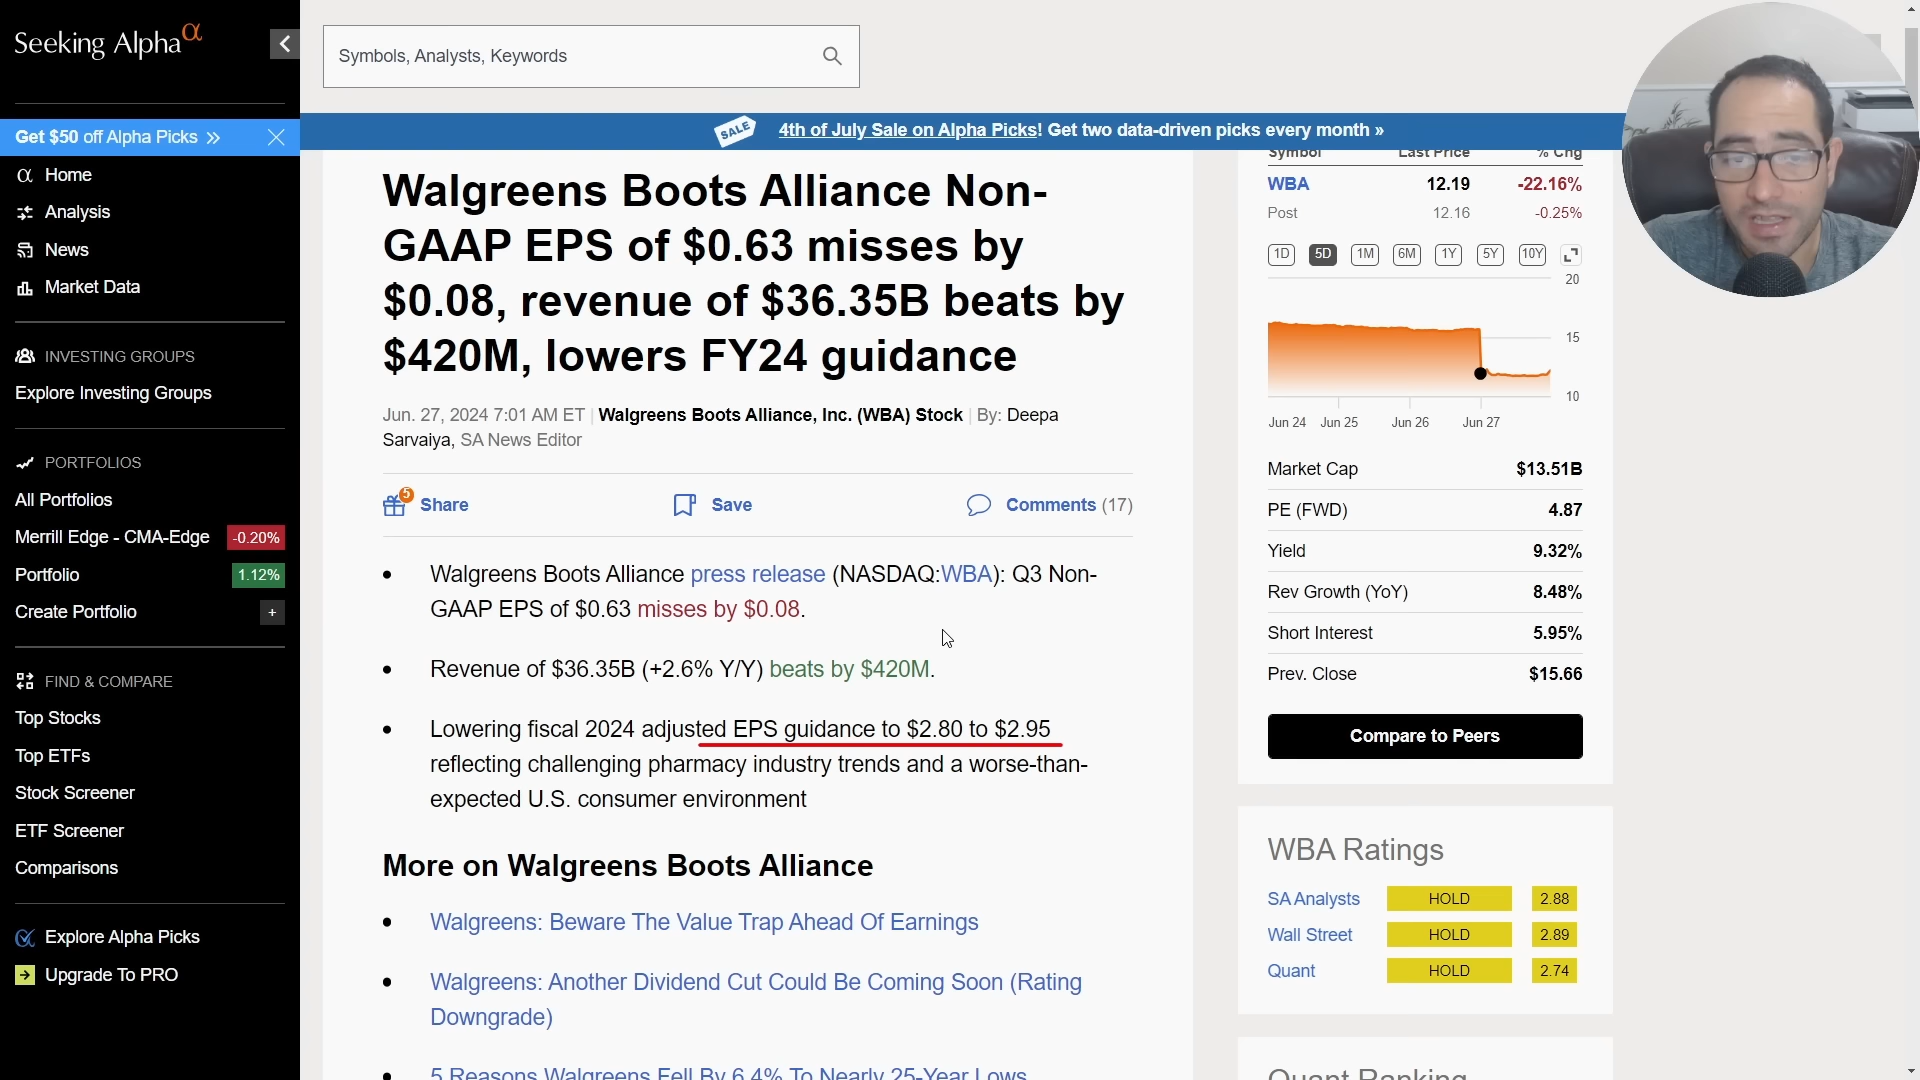 Seeking Alpha α
Get $50 off Alpha Picks »
Home
Analysis
News
Market Data
INVESTING GROUPS
Explore Investing Groups
PORTFOLIOS
All Portfolios
Merrill Edge - CMA-Edge -0.20%
Portfolio 1.12%
Create Portfolio +
FIND & COMPARE
Top Stocks
Top ETFs
Stock Screener
ETF Screener
Comparisons
Explore Alpha Picks
Upgrade To PRO
Symbols, Analysts, Keywords
SALE 4th of July Sale on Alpha Picks! Get two data-driven picks every month »
Walgreens Boots Alliance Non-
GAAP EPS of $0.63 misses by
$0.08, revenue of $36.35B beats by
$420M, lowers FY24 guidance
Jun. 27, 2024 7:01 AM ET | Walgreens Boots Alliance, Inc. (WBA) Stock | By: Deepa
Sarvaiya, SA News Editor
5 Share Save Comments (17)
• Walgreens Boots Alliance press release (NASDAQ:WBA): Q3 Non-
GAAP EPS of $0.63 misses by $0.08.
• Revenue of $36.35B (+2.6% Y/Y) beats by $420M.
• Lowering fiscal 2024 adjusted EPS guidance to $2.80 to $2.95
reflecting challenging pharmacy industry trends and a worse-than-
expected U.S. consumer environment
More on Walgreens Boots Alliance
• Walgreens: Beware The Value Trap Ahead Of Earnings
• Walgreens: Another Dividend Cut Could Be Coming Soon (Rating
Downgrade)
• 5 Reasons Walgreens Fell By 6.4% To Nearly 25-Year Lows
Symbol Last Price % Chg
WBA 12.19 -22.16%
Post 12.16 -0.25%
1D 5D 1M 6M 1Y 5Y 10Y
20
15
10
Jun 24 Jun 25 Jun 26 Jun 27
Market Cap $13.51B
PE (FWD) 4.87
Yield 9.32%
Rev Growth (YoY) 8.48%
Short Interest 5.95%
Prev. Close $15.66
Compare to Peers
WBA Ratings
SA Analysts HOLD 2.88
Wall Street HOLD 2.89
Quant HOLD 2.74
Quant Ranking